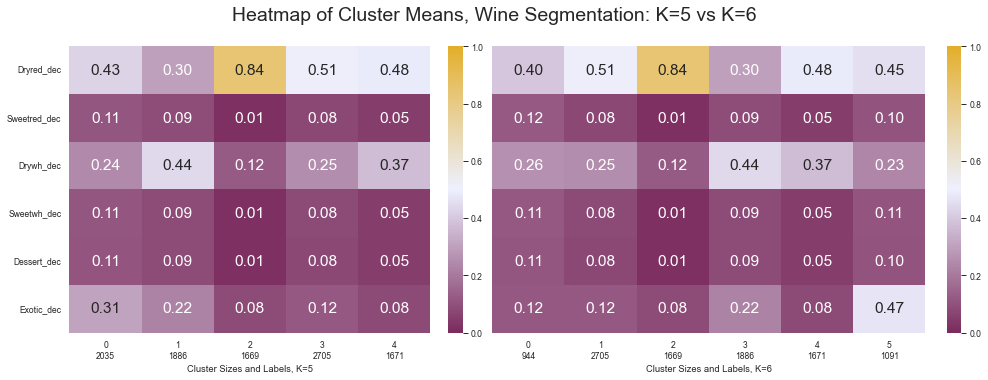 Heatmap of Cluster Means, Wine Segmentation: K=5 vs K=6
Dryred_dec 0.43 0.30 0.84 0.51 0.48 0.40 0.51 0.84 0.30 0.48 0.45
Sweetred_dec 0.11 0.09 0.01 0.08 0.05 0.12 0.08 0.01 0.09 0.05 0.10
Drywh_dec 0.24 0.44 0.12 0.25 0.37 0.26 0.25 0.12 0.44 0.37 0.23
Sweetwh_dec 0.11 0.09 0.01 0.08 0.05 0.11 0.08 0.01 0.09 0.05 0.11
Dessert_dec 0.11 0.09 0.01 0.08 0.05 0.11 0.08 0.01 0.09 0.05 0.10
Exotic_dec 0.31 0.22 0.08 0.12 0.08 0.12 0.12 0.08 0.22 0.08 0.47
0 1 2 3 4
2035 1886 1669 2705 1671
Cluster Sizes and Labels, K=5
1.0
0.8
0.6
0.4
0.2
0.0
0 1 2 3 4 5
944 2705 1669 1886 1671 1091
Cluster Sizes and Labels, K=6
1.0
0.8
0.6
0.4
0.2
0.0